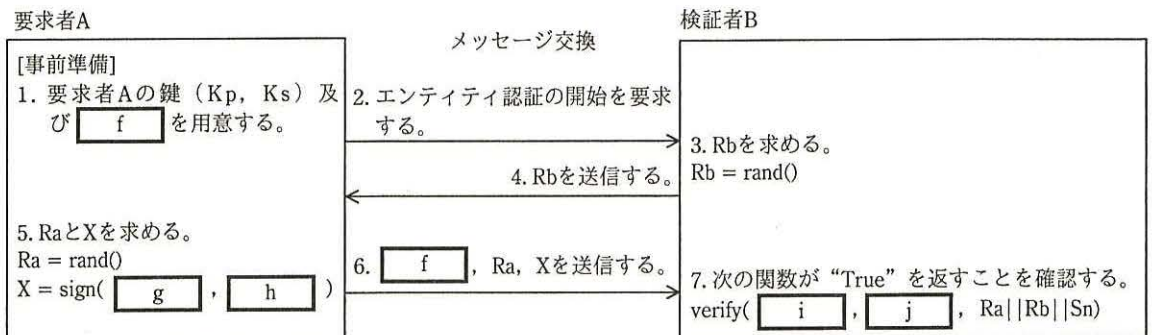 要求者A
検証者B
メッセージ交換
[事前準備]
1. 要求者Aの鍵（Kp, Ks）及
び f を用意する。
2. エンティティ認証の開始を要求
する。
3. Rbを求める。
Rb = rand()
4. Rbを送信する。
5. RaとXを求める。
Ra = rand()
X = sign( g , h )
6. f , Ra, Xを送信する。
7. 次の関数が“True”を返すことを確認する。
verify( i , j , Ra||Rb||Sn)